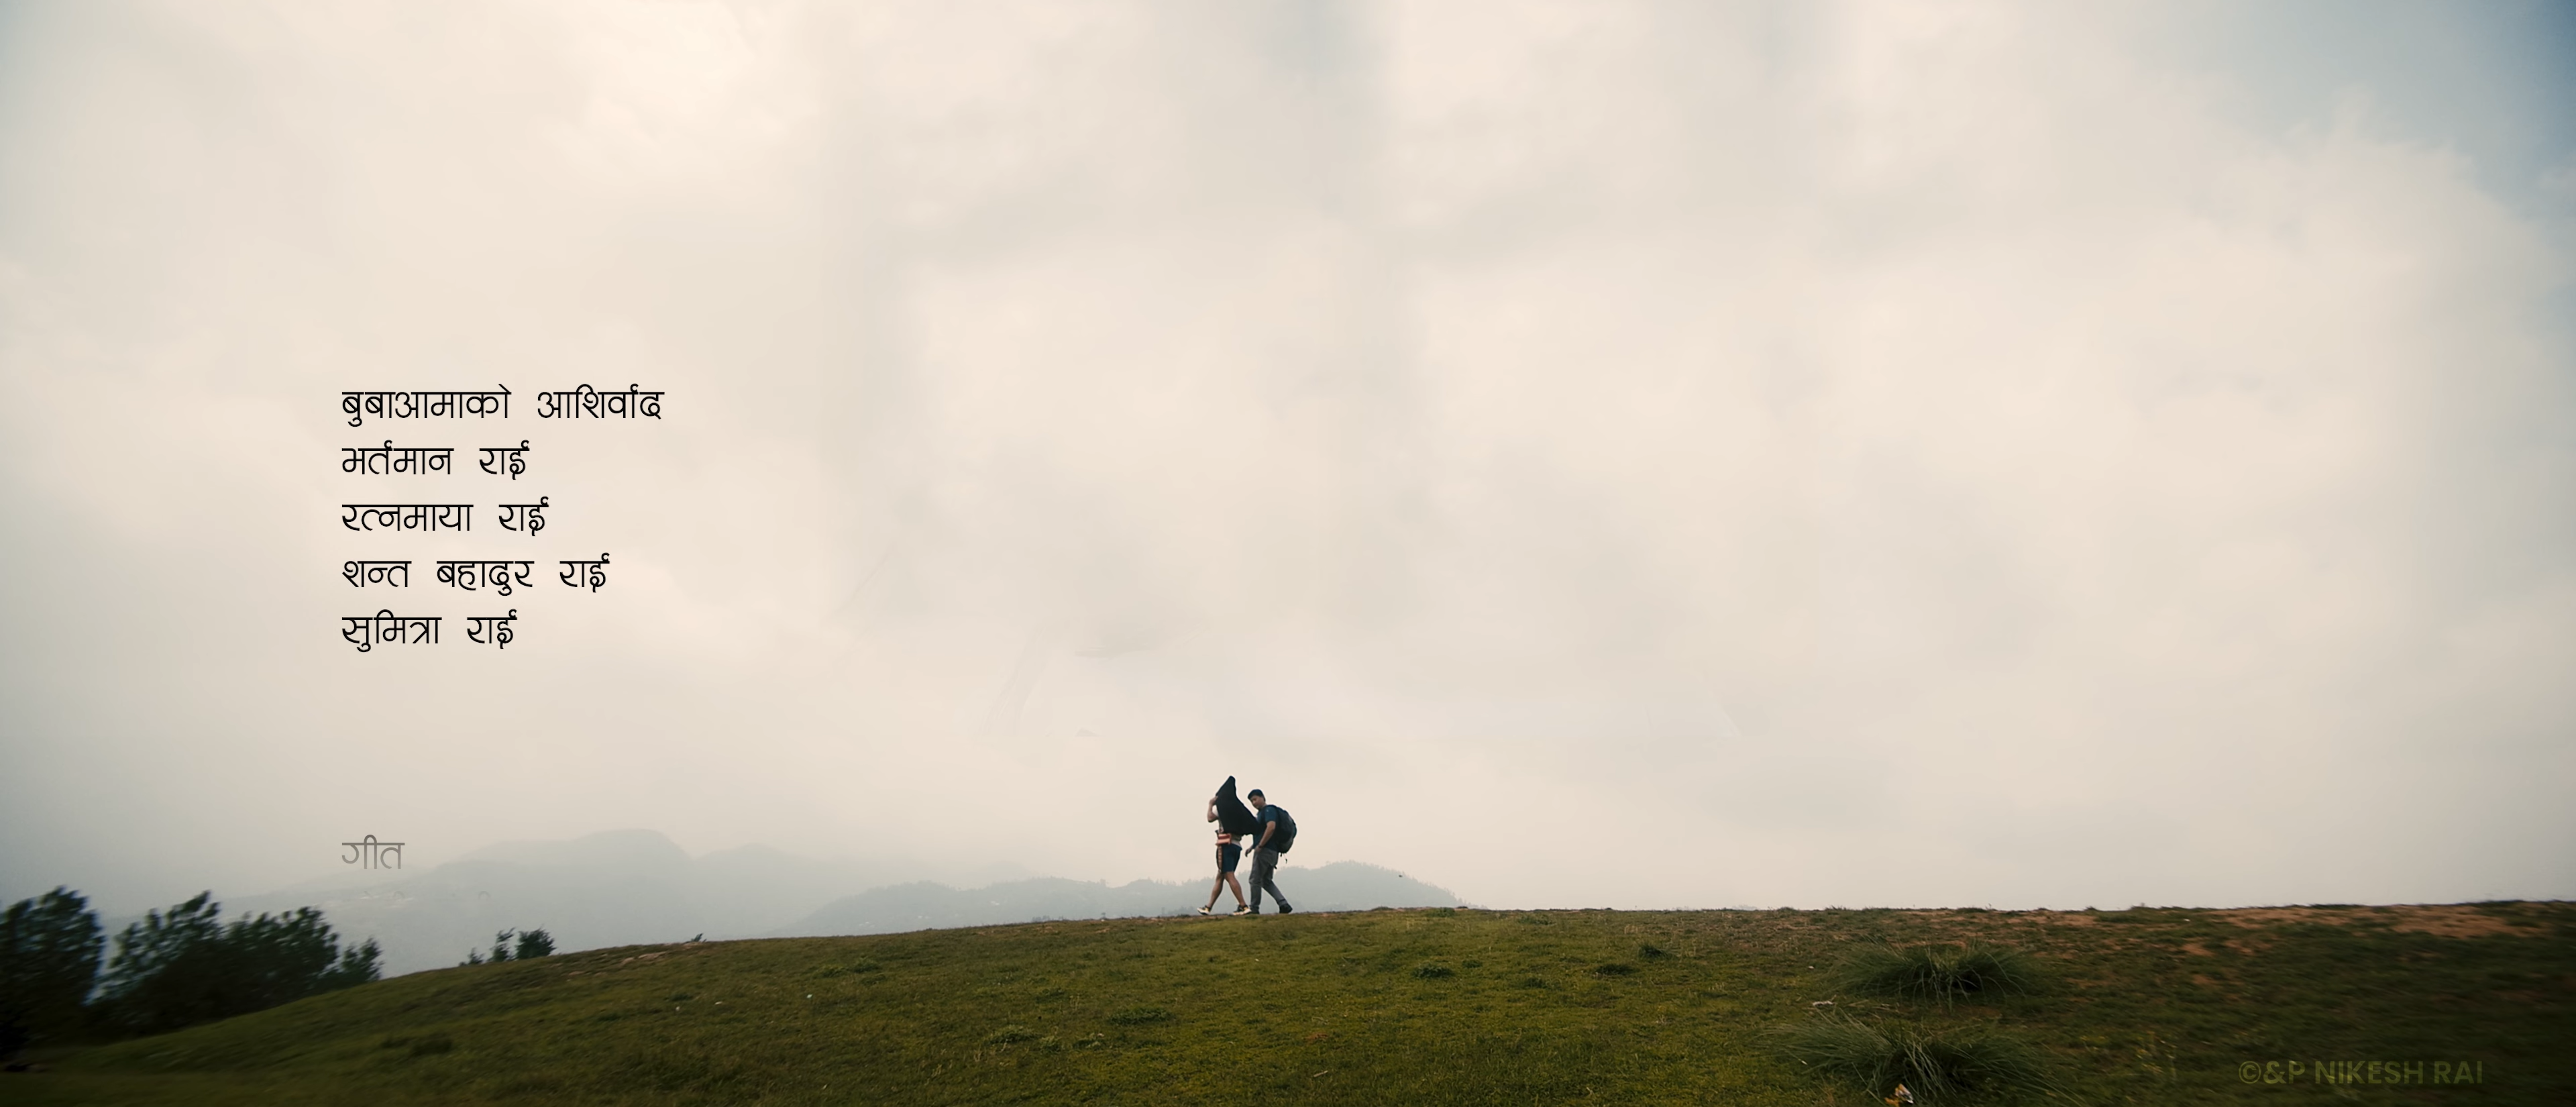 बुबाआमाको आशिर्वाद
भर्तमान राई
रत्नमाया राई
शन्त बहादुर राई
सुमित्रा राई
गीत
©&P NIKESH RAI